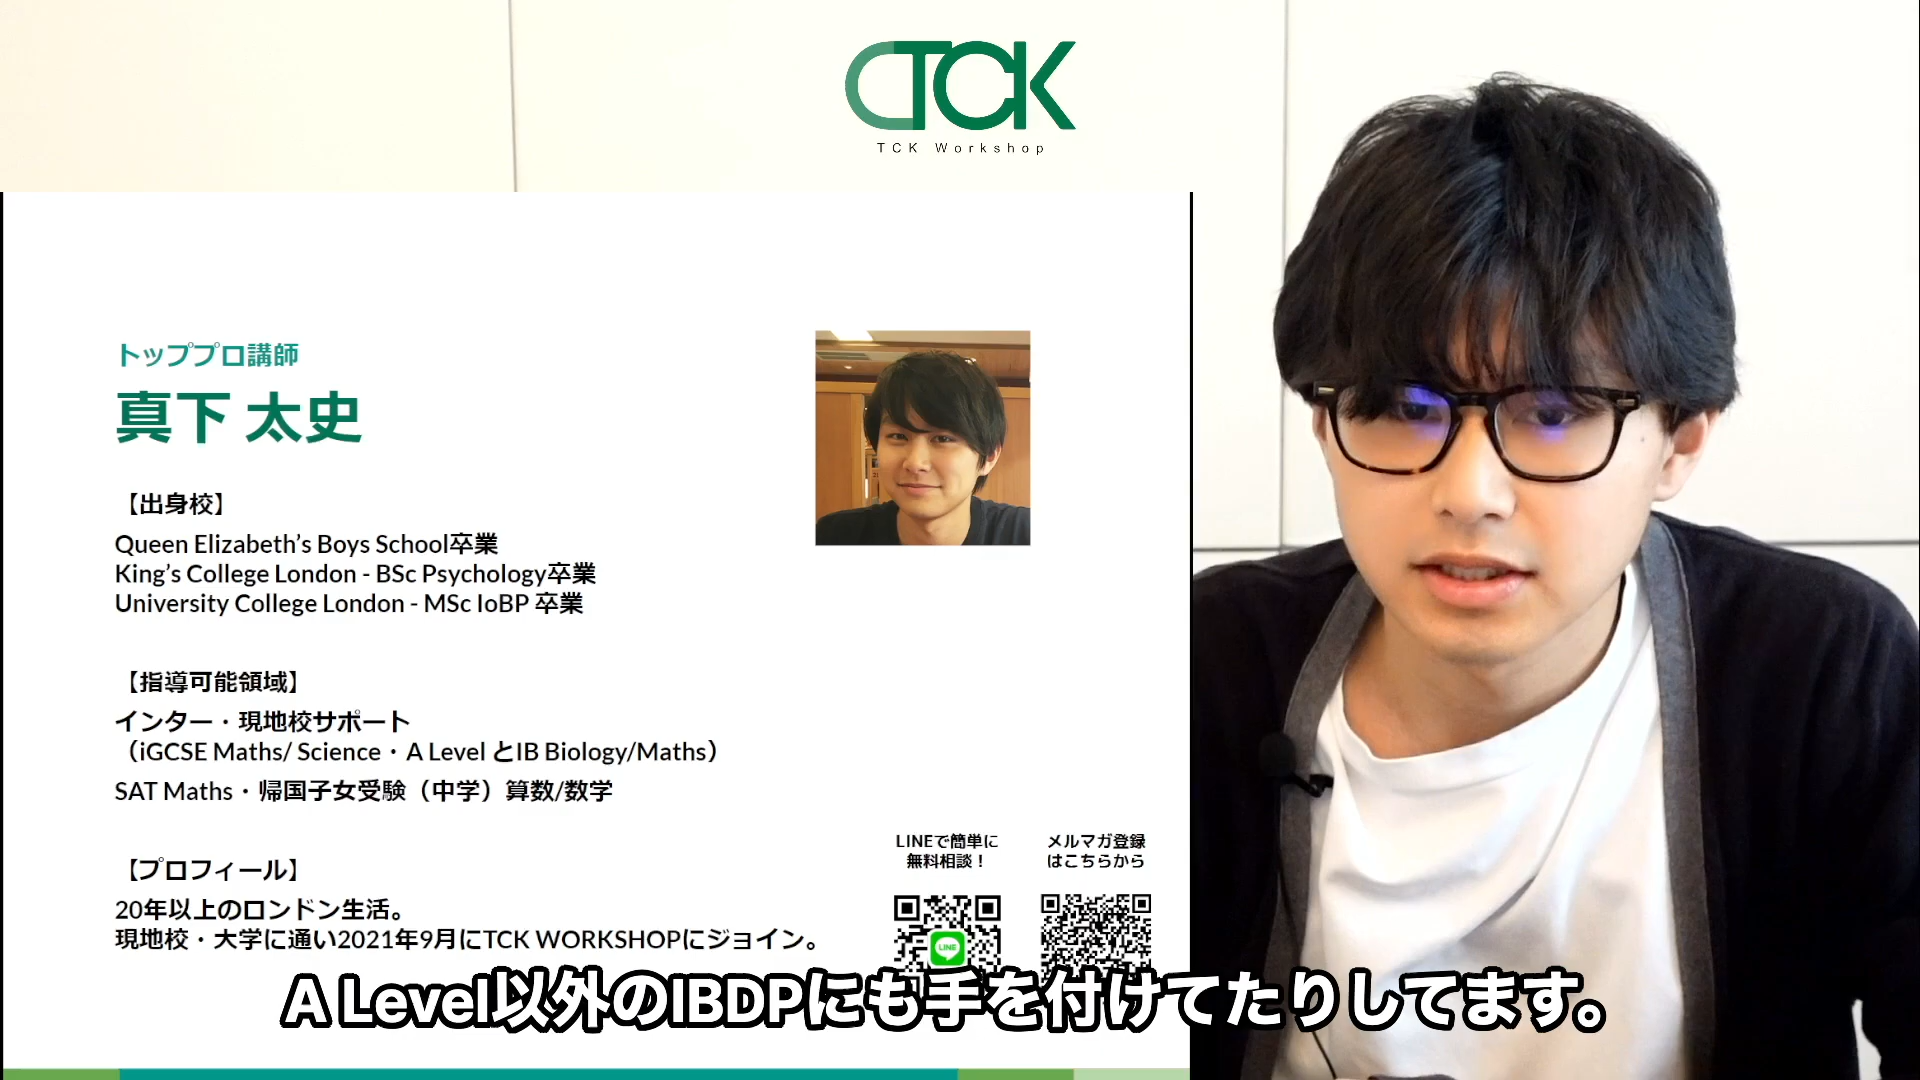 TCK
TCK Workshop
トッププロ講師
真下 太史
【出身校】
Queen Elizabeth’s Boys School卒業
King’s College London - BSc Psychology卒業
University College London - MSc IoBP 卒業
【指導可能領域】
インター・現地校サポート
（iGCSE Maths/ Science・A Level とIB Biology/Maths）
SAT Maths・帰国子女受験（中学）算数/数学
【プロフィール】
20年以上のロンドン生活。
現地校・大学に通い2021年9月にTCK WORKSHOPにジョイン。
LINEで簡単に
無料相談！
メルマガ登録
はこちらから
LINE
A Level以外のIBDPにも手を付けてたりしてます。